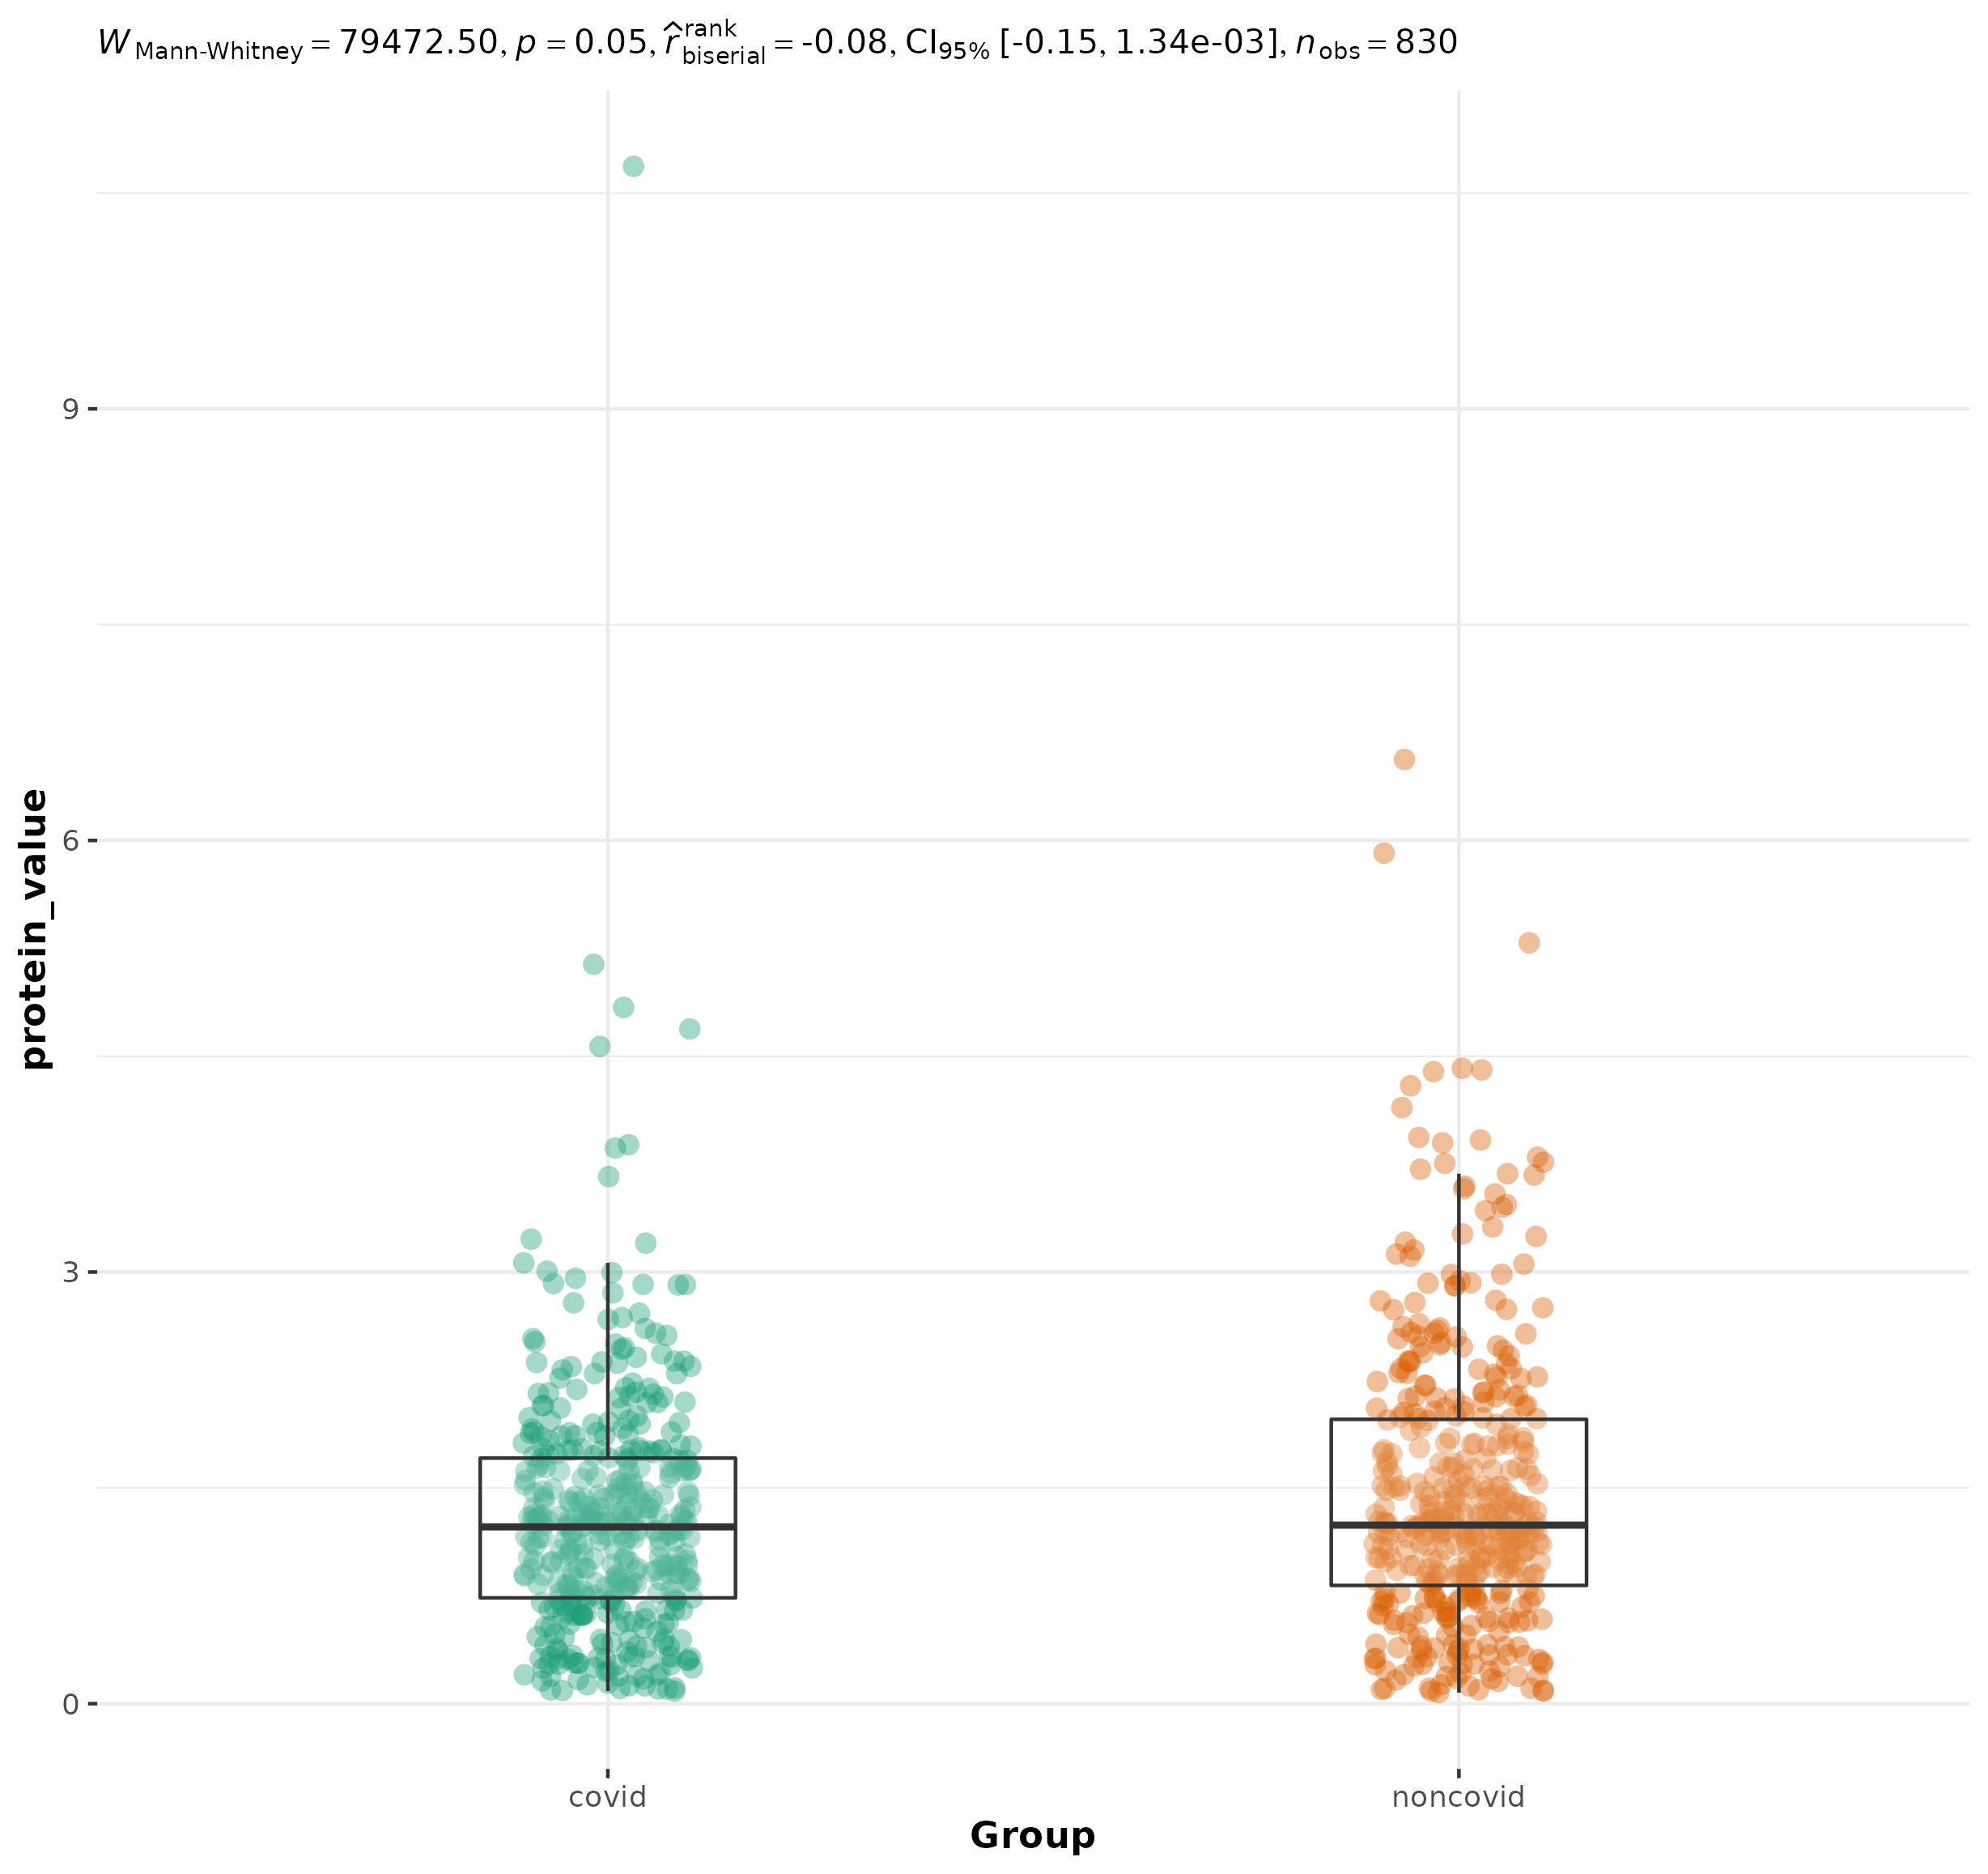 W Mann-Whitney = 79472.50, p = 0.05, r̂ rank biserial = -0.08, CI95% [-0.15, 1.34e-03], nobs = 830
protein_value
9
6
3
0
covid noncovid
Group